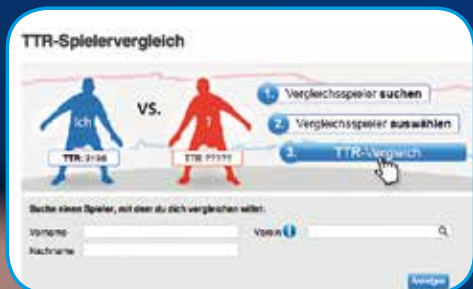 TTR-Spielervergleich
Ich
VS.
?
TTR:
TTR ?????
1. Vergleichsspieler suchen
2. Vergleichsspieler auswählen
3. TTR-Vergleich
Suche einen Spieler, mit dem du dich vergleichen willst:
Vorname
Verein
Nachname
Anzeigen